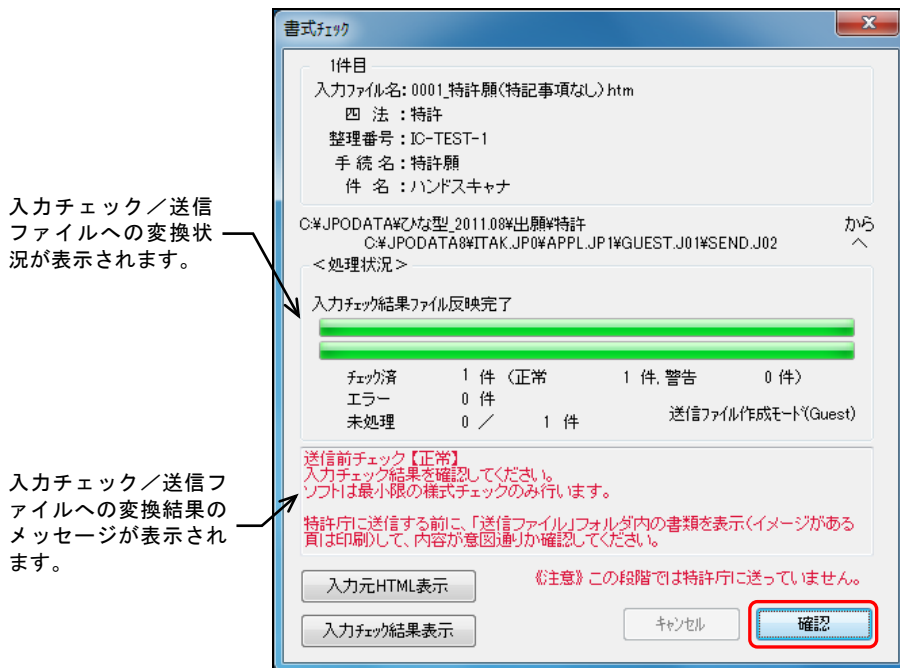 書式ﾁｪｯｸ
1件目
入力ﾌｧｲﾙ名: 0001_特許願(特記事項なし).htm
四 法 : 特許
整理番号 : IC-TEST-1
手 続 名 : 特許願
件 名 : ハンドスキャナ
C:¥JPODATA¥ひな型_2011.08¥出願¥特許 から
C:¥JPODATA8¥ITAK.JP0¥APPL.JP1¥GUEST.J01¥SEND.J02 へ
入力チェック／送信
ファイルへの変換状
況が表示されます。
＜処理状況＞
入力ﾁｪｯｸ結果ﾌｧｲﾙ反映完了
ﾁｪｯｸ済 1 件 (正常 1 件, 警告 0 件)
エラー 0 件
未処理 0 ／ 1 件
送信ﾌｧｲﾙ作成ﾓｰﾄﾞ(Guest)
入力チェック／送信フ
ァイルへの変換結果の
メッセージが表示され
ます。
送信前チェック【正常】
入力チェック結果を確認してください。
ソフトは最小限の様式チェックのみ行います。
特許庁に送信する前に、「送信ファイル」フォルダ内の書類を表示(イメージがある
頁は印刷)して、内容が意図通りか確認してください。
入力元HTML表示
《注意》この段階では特許庁に送っていません。
入力ﾁｪｯｸ結果表示
ｷｬﾝｾﾙ
確認